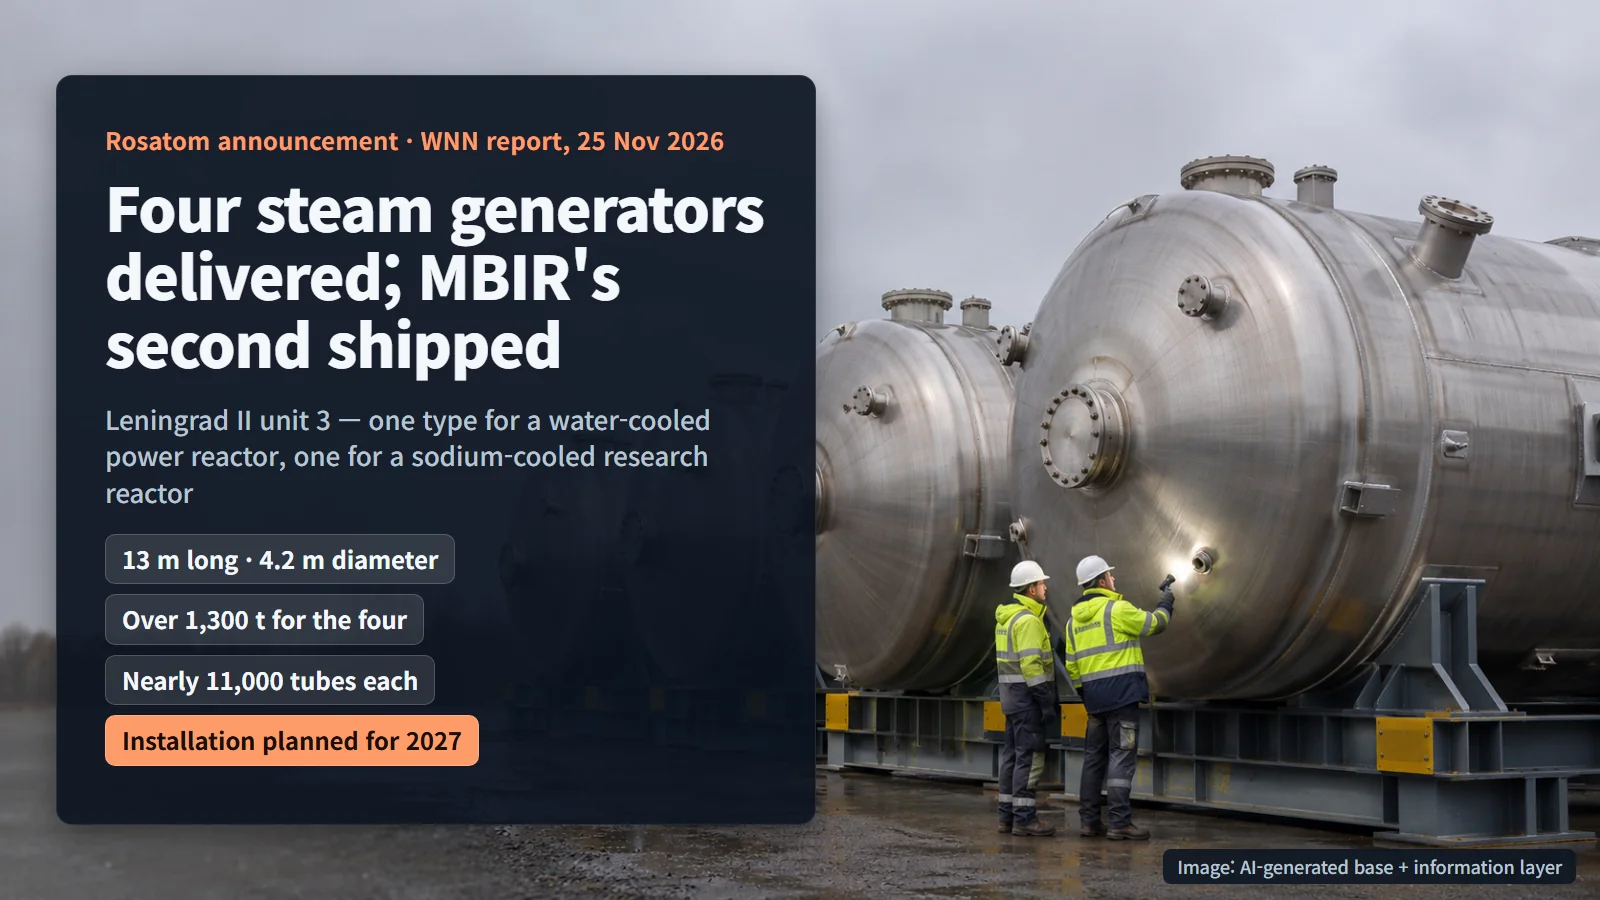 Rosatom announcement · WNN report, 25 Nov 2026
Four steam generators
delivered; MBIR's
second shipped
Leningrad II unit 3 — one type for a water-cooled
power reactor, one for a sodium-cooled research
reactor
13 m long · 4.2 m diameter
Over 1,300 t for the four
Nearly 11,000 tubes each
Installation planned for 2027
Image: AI-generated base + information layer